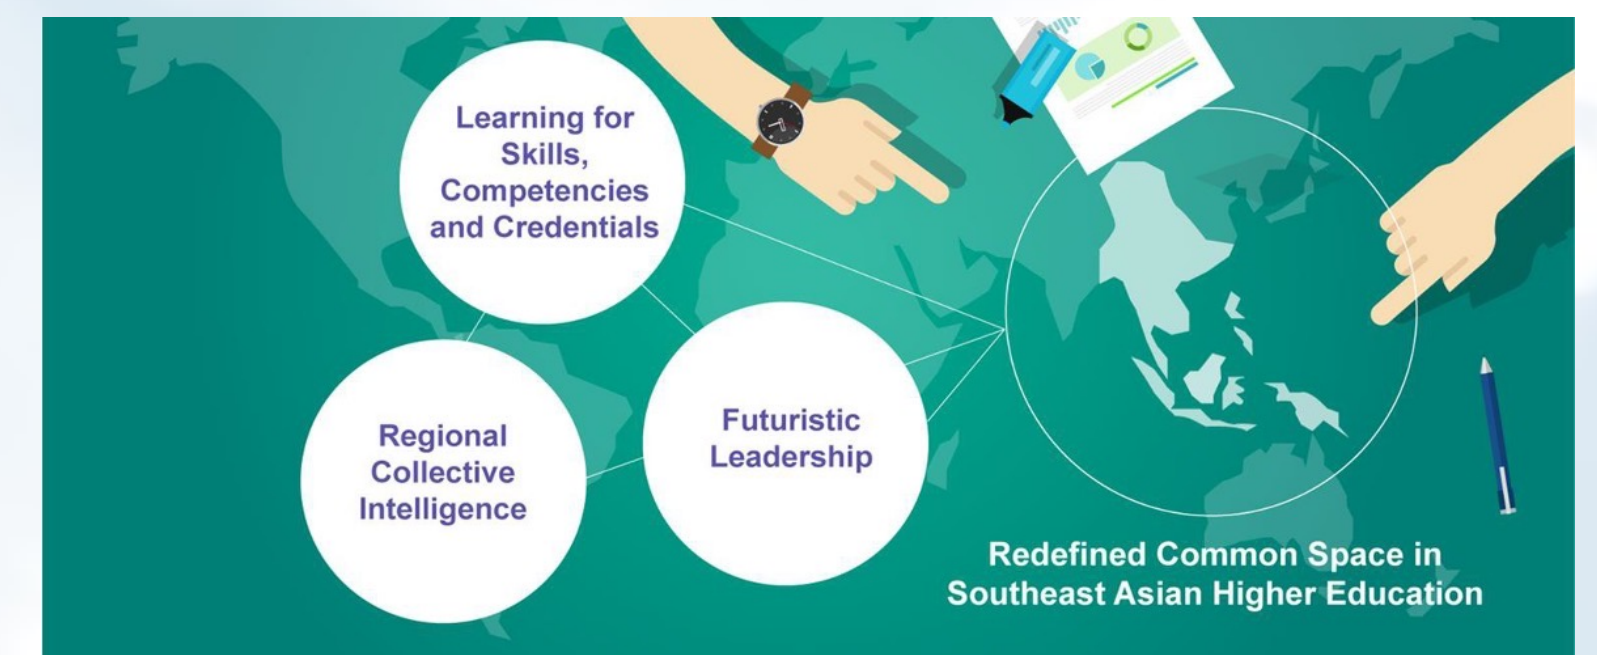 Learning for
Skills,
Competencies
and Credentials
Regional
Collective
Intelligence
Futuristic
Leadership
Redefined Common Space in
Southeast Asian Higher Education